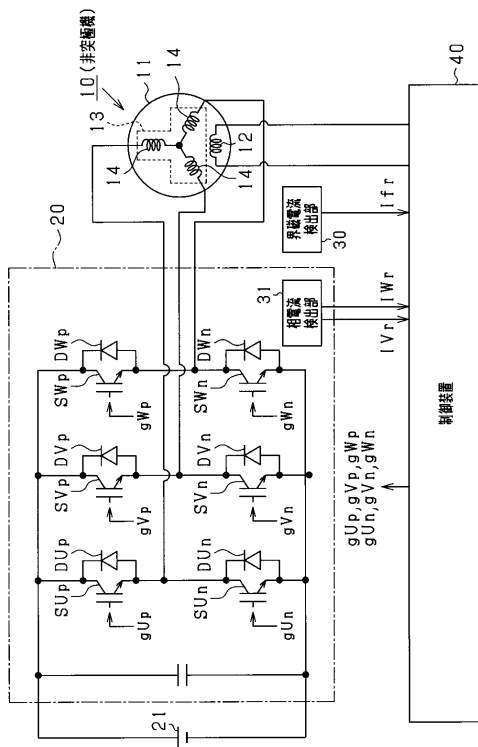 20
10(非突極機)
13
11
14
14
14
12
SUp
DUp
SVp
DVp
SWp
DWp
gUp
gVp
gWp
21
SUn
DUn
SVn
DVn
SWn
DWn
gUn
gVn
gWn
31
相電流
検出部
界磁電流
検出部
30
gUp,gVp,gWp
gUn,gVn,gWn
IVr
IWr
Ifr
制御装置
40